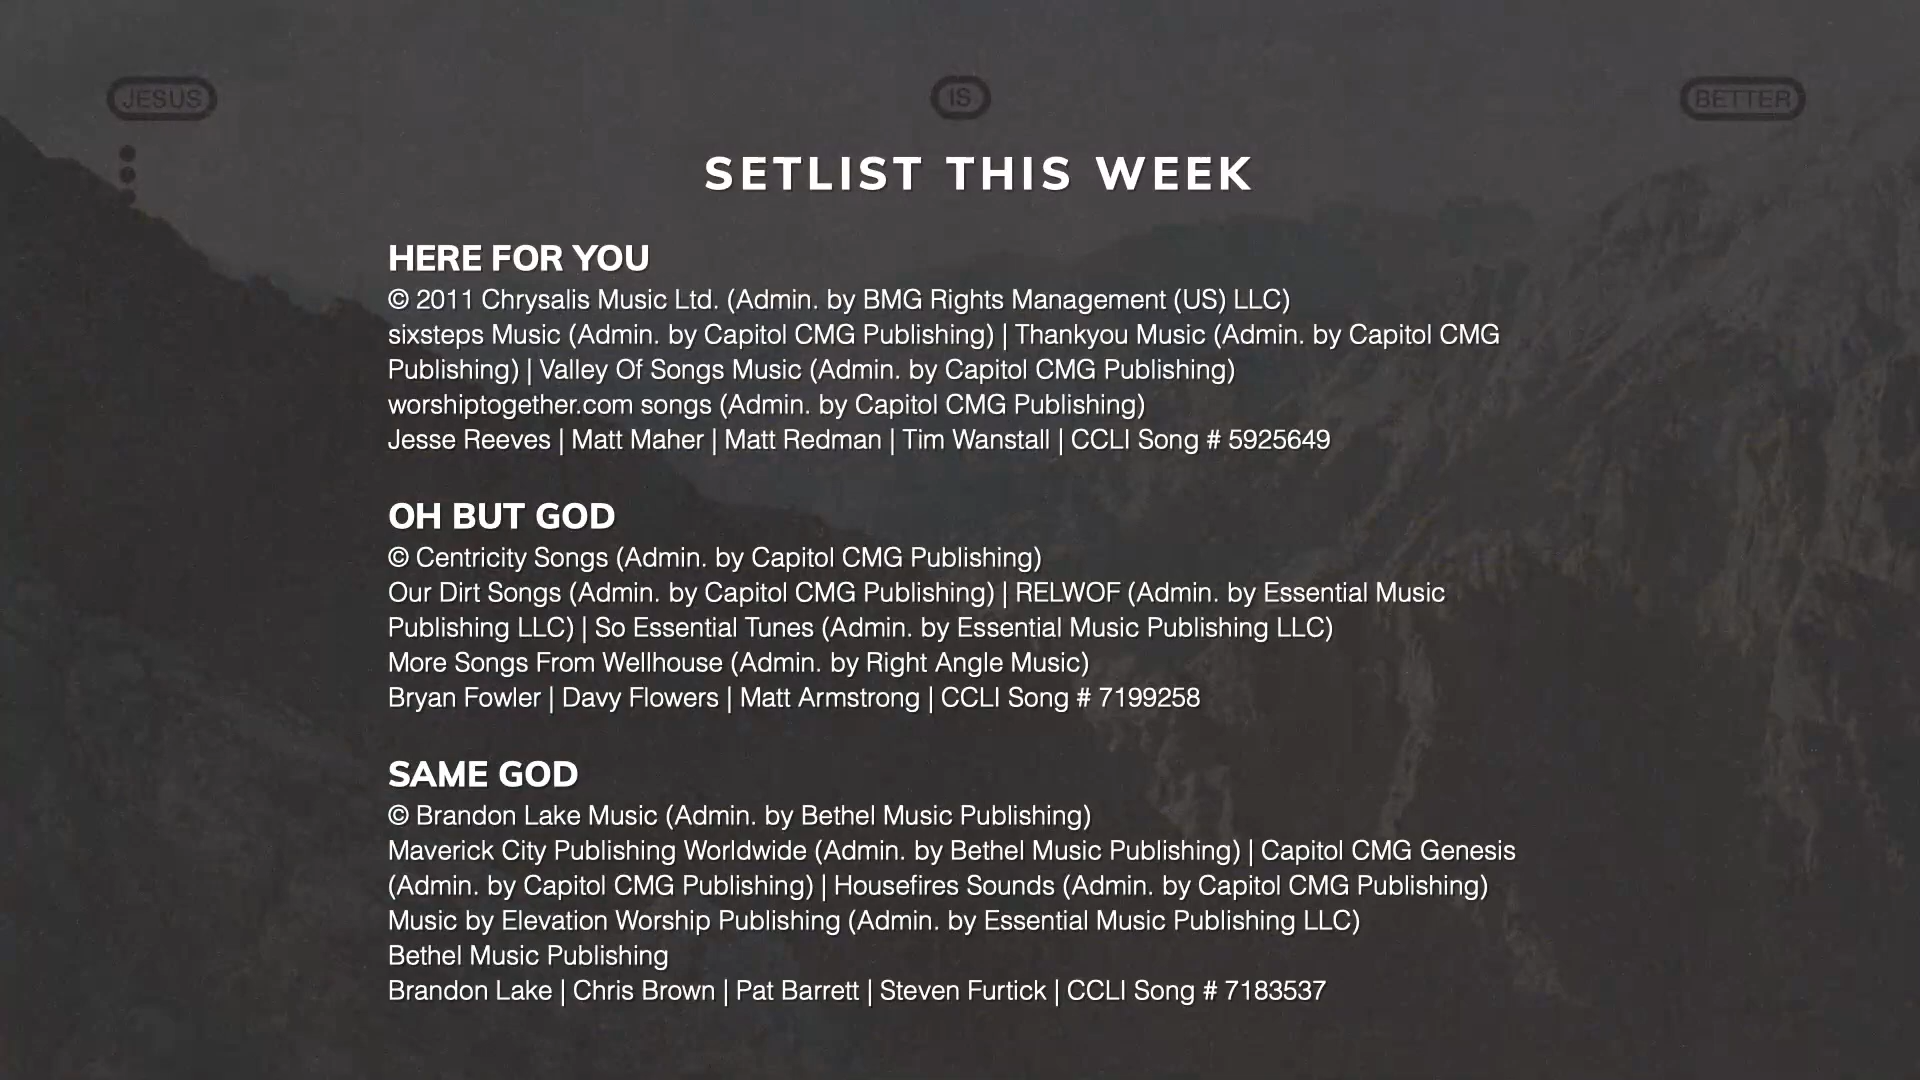 JESUS IS BETTER
SETLIST THIS WEEK
HERE FOR YOU
© 2011 Chrysalis Music Ltd. (Admin. by BMG Rights Management (US) LLC)
sixsteps Music (Admin. by Capitol CMG Publishing) | Thankyou Music (Admin. by Capitol CMG
Publishing) | Valley Of Songs Music (Admin. by Capitol CMG Publishing)
worshiptogether.com songs (Admin. by Capitol CMG Publishing)
Jesse Reeves | Matt Maher | Matt Redman | Tim Wanstall | CCLI Song # 5925649
OH BUT GOD
© Centricity Songs (Admin. by Capitol CMG Publishing)
Our Dirt Songs (Admin. by Capitol CMG Publishing) | RELWOF (Admin. by Essential Music
Publishing LLC) | So Essential Tunes (Admin. by Essential Music Publishing LLC)
More Songs From Wellhouse (Admin. by Right Angle Music)
Bryan Fowler | Davy Flowers | Matt Armstrong | CCLI Song # 7199258
SAME GOD
© Brandon Lake Music (Admin. by Bethel Music Publishing)
Maverick City Publishing Worldwide (Admin. by Bethel Music Publishing) | Capitol CMG Genesis
(Admin. by Capitol CMG Publishing) | Housefires Sounds (Admin. by Capitol CMG Publishing)
Music by Elevation Worship Publishing (Admin. by Essential Music Publishing LLC)
Bethel Music Publishing
Brandon Lake | Chris Brown | Pat Barrett | Steven Furtick | CCLI Song # 7183537